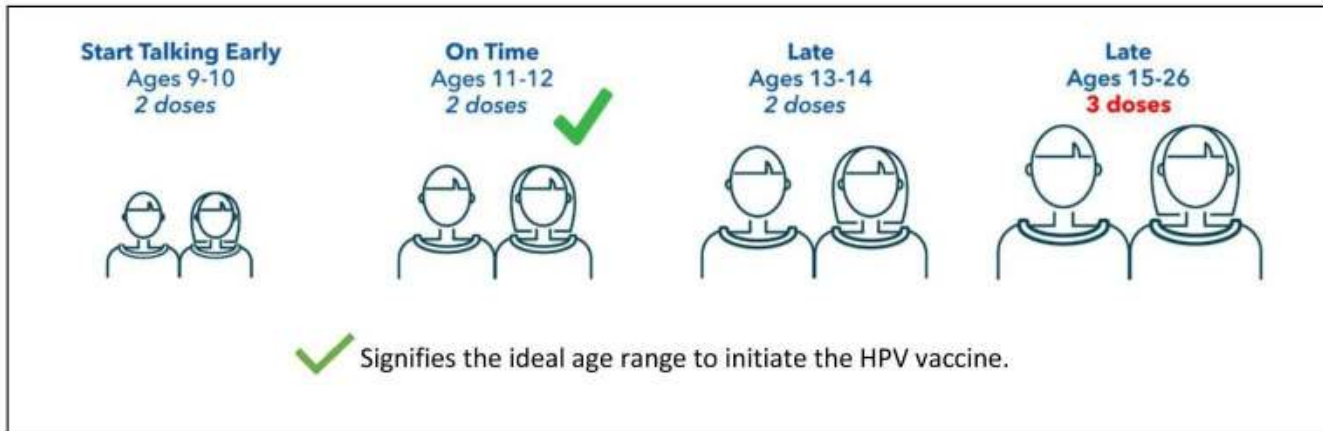 Start Talking Early
Ages 9-10
2 doses
On Time
Ages 11-12
2 doses
Late
Ages 13-14
2 doses
Late
Ages 15-26
3 doses
Signifies the ideal age range to initiate the HPV vaccine.